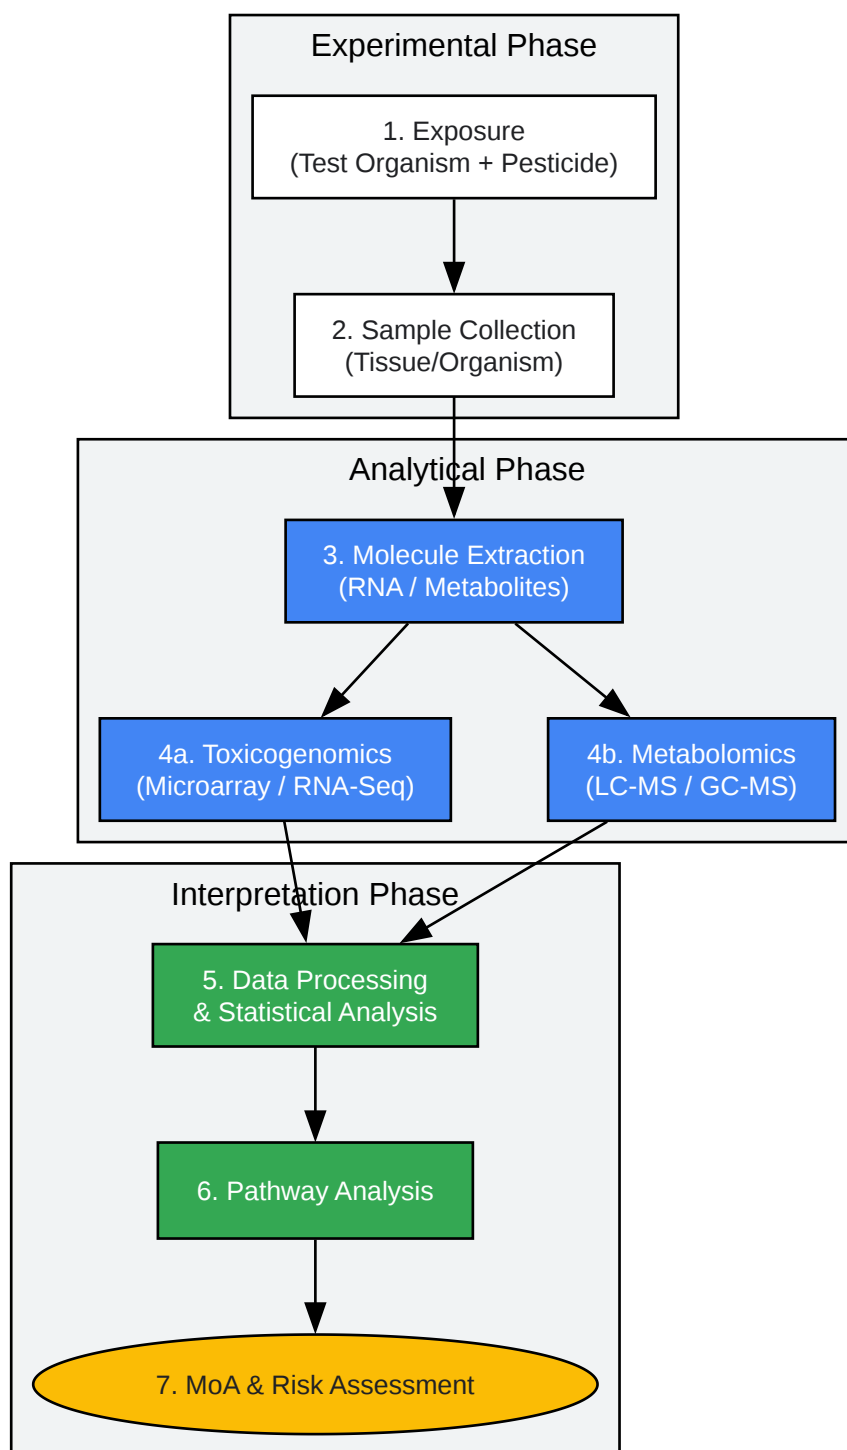 Experimental Phase
1. Exposure
(Test Organism + Pesticide)
2. Sample Collection
(Tissue/Organism)
Analytical Phase
3. Molecule Extraction
(RNA / Metabolites)
4a. Toxicogenomics
(Microarray / RNA-Seq)
4b. Metabolomics
(LC-MS / GC-MS)
Interpretation Phase
5. Data Processing
& Statistical Analysis
6. Pathway Analysis
7. MoA & Risk Assessment